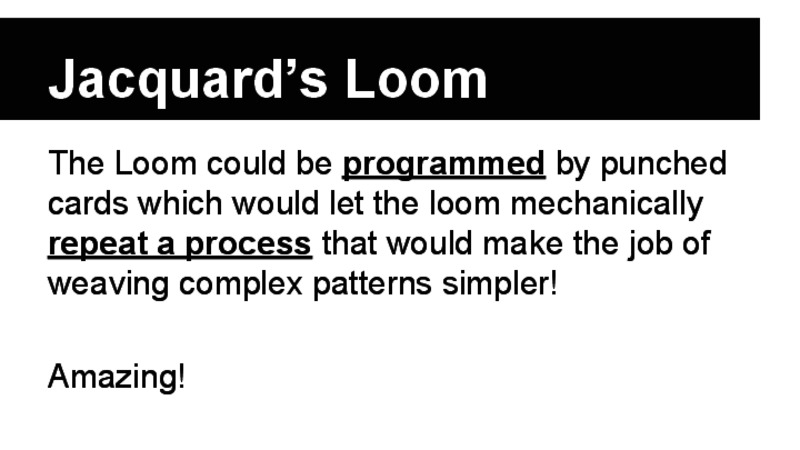 Jacquard’s Loom
The Loom could be programmed by punched
cards which would let the loom mechanically
repeat a process that would make the job of
weaving complex patterns simpler!
Amazing!